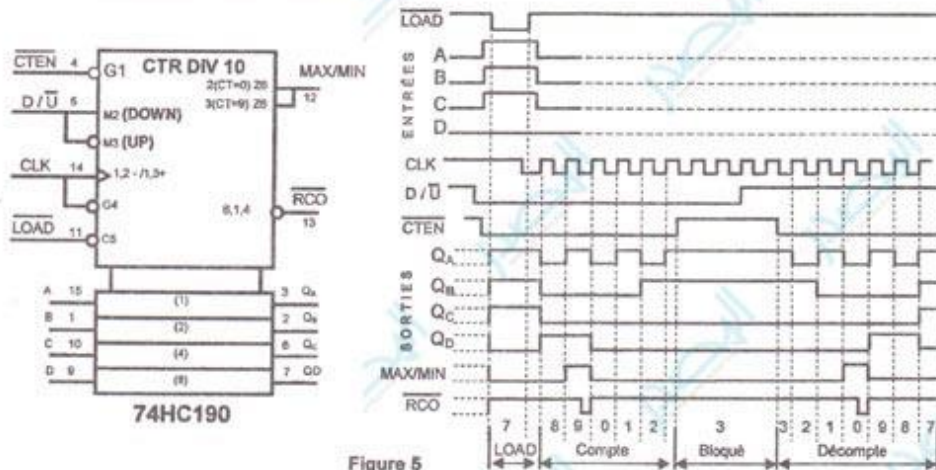 CTEN 4 G1 CTR DIV 10 MAX/MIN
2(CT=0) Z6
3(CT=9) Z6 12
D / U 5 M2 (DOWN)
M3 (UP)
CLK 14 1,2 - /1,3+
G4 6,1,4 RCO
13
LOAD 11 C5
A 15 (1) 3 QA
B 1 (2) 2 QB
C 10 (4) 6 QC
D 9 (8) 7 QD
74HC190
LOAD
ENTRÉES
A
B
C
D
CLK
D / U
CTEN
SORTIES
QA
QB
QC
QD
MAX/MIN
RCO
7 8 9 0 1 2 3 3 2 1 0 9 8 7
LOAD Compte Bloqué Décompte
Figure 5